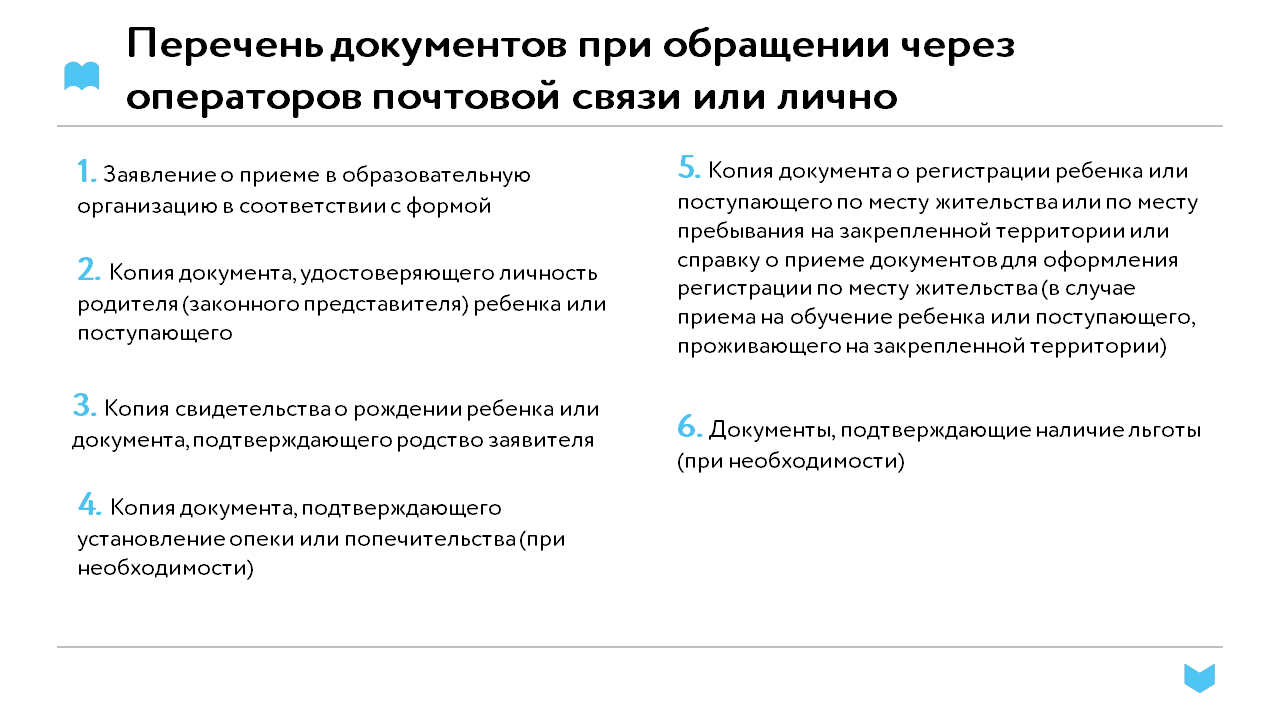 Перечень документов при обращении через
операторов почтовой связи или лично
1. Заявление о приеме в образовательную
организацию в соответствии с формой
2. Копия документа, удостоверяющего личность
родителя (законного представителя) ребенка или
поступающего
3. Копия свидетельства о рождении ребенка или
документа, подтверждающего родство заявителя
4. Копия документа, подтверждающего
установление опеки или попечительства (при
необходимости)
5. Копия документа о регистрации ребенка или
поступающего по месту жительства или по месту
пребывания на закрепленной территории или
справку о приеме документов для оформления
регистрации по месту жительства (в случае
приема на обучение ребенка или поступающего,
проживающего на закрепленной территории)
6. Документы, подтверждающие наличие льготы
(при необходимости)